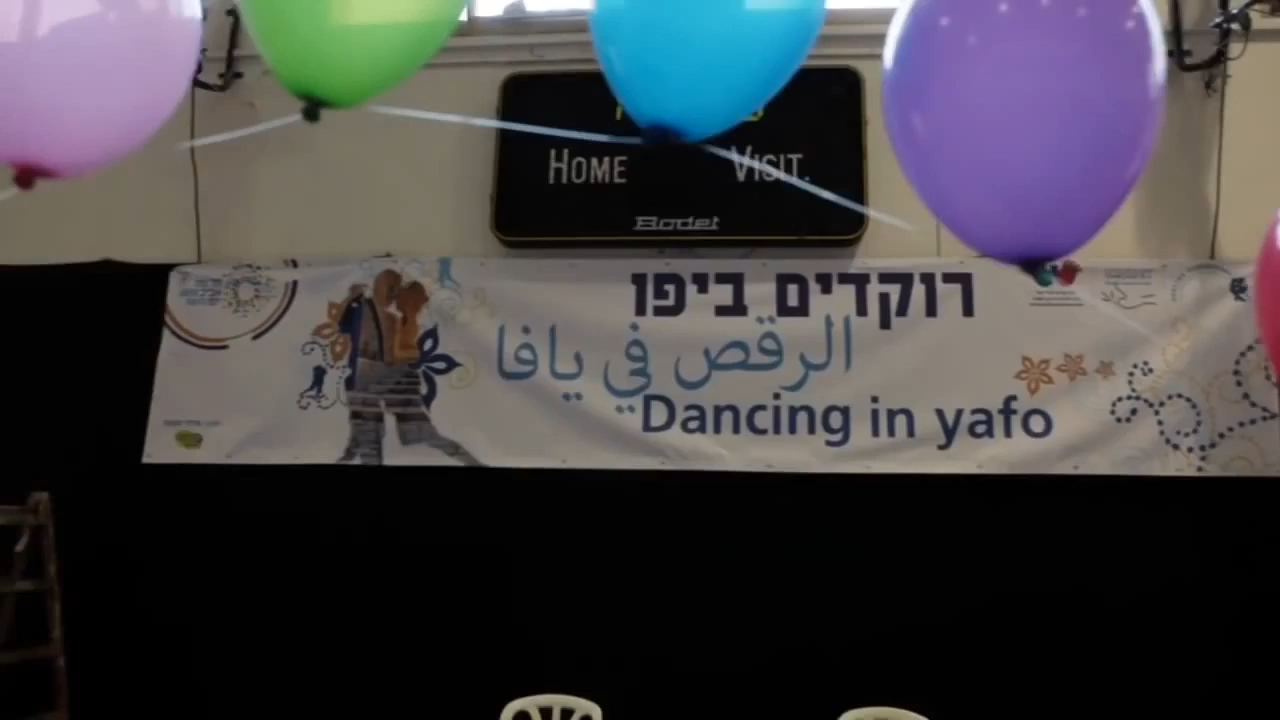 HOME VISIT.
Bodet
רוקדים ביפו
الرقص في يافا
Dancing in yafo